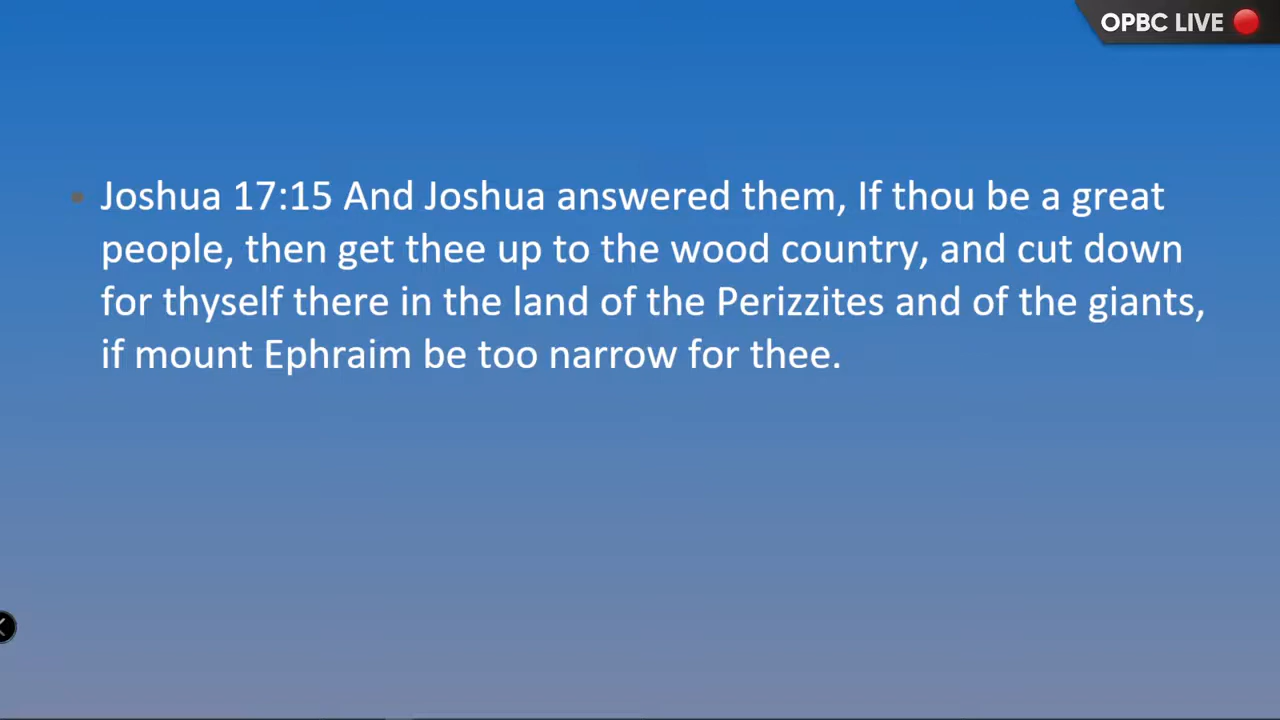 OPBC LIVE
• Joshua 17:15 And Joshua answered them, If thou be a great
people, then get thee up to the wood country, and cut down
for thyself there in the land of the Perizzites and of the giants,
if mount Ephraim be too narrow for thee.